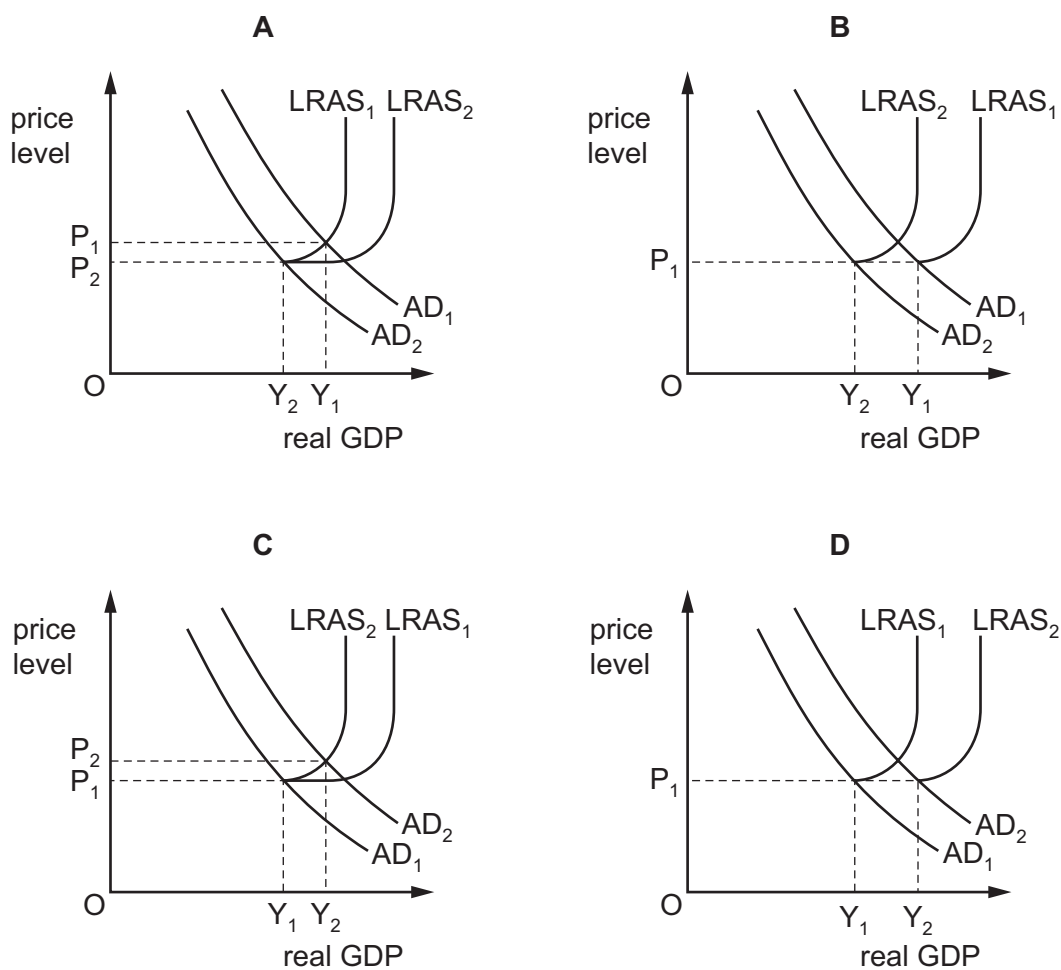 A
price
level
LRAS₁ LRAS₂
P₁
P₂
AD₁
AD₂
O
Y₂ Y₁
real GDP
B
price
level
LRAS₂ LRAS₁
P₁
AD₁
AD₂
O
Y₂ Y₁
real GDP
C
price
level
LRAS₂ LRAS₁
P₂
P₁
AD₂
AD₁
O
Y₁ Y₂
real GDP
D
price
level
LRAS₁ LRAS₂
P₁
AD₂
AD₁
O
Y₁ Y₂
real GDP